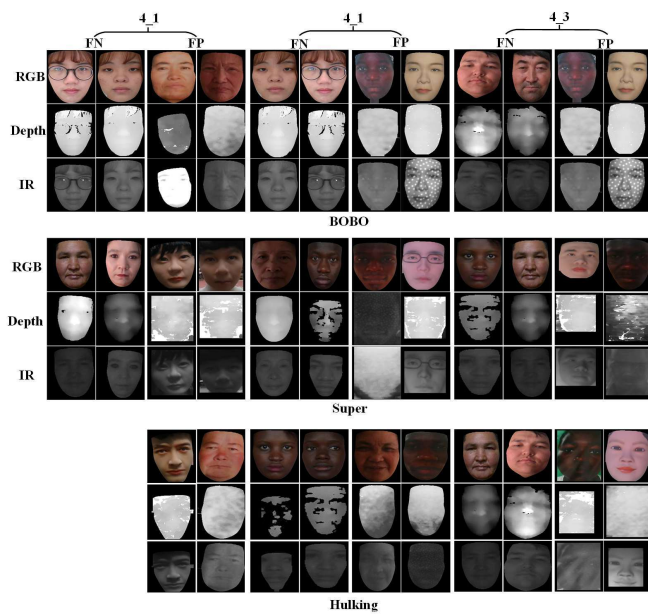 4_1 4_1 4_3
FN FP FN FP FN FP
RGB
Depth
IR
BOBO
RGB
Depth
IR
Super
Hulking